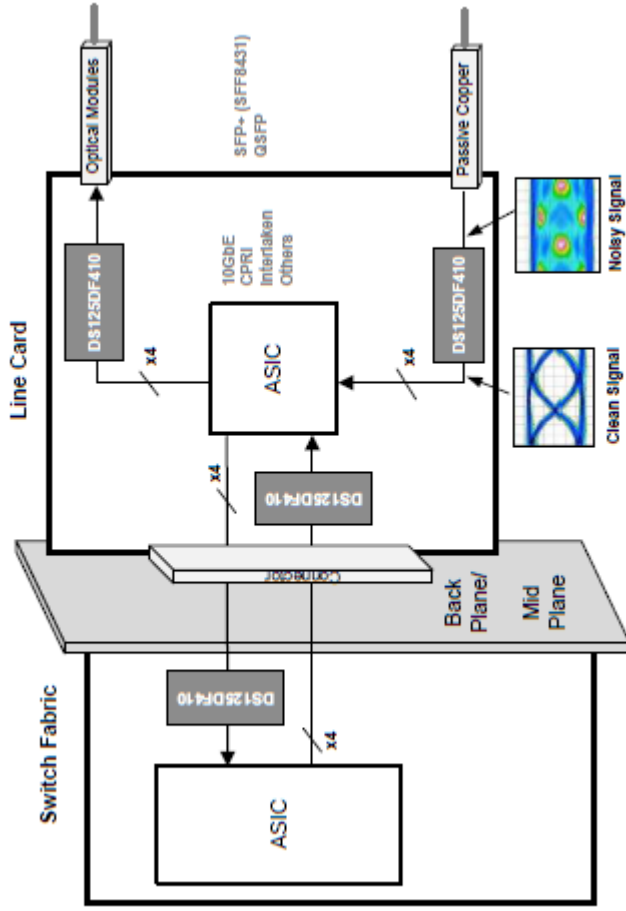 Switch Fabric
Line Card
ASIC
DS125DF410
x4
Connector
Back
Plane/
Mid
Plane
x4
DS125DF410
ASIC
x4
DS125DF410
Optical Modules
10GbE
CPRI
Interlaken
Others
SFP+ (SFF8431)
QSFP
x4
DS125DF410
Passive Copper
Clean Signal
Noisy Signal